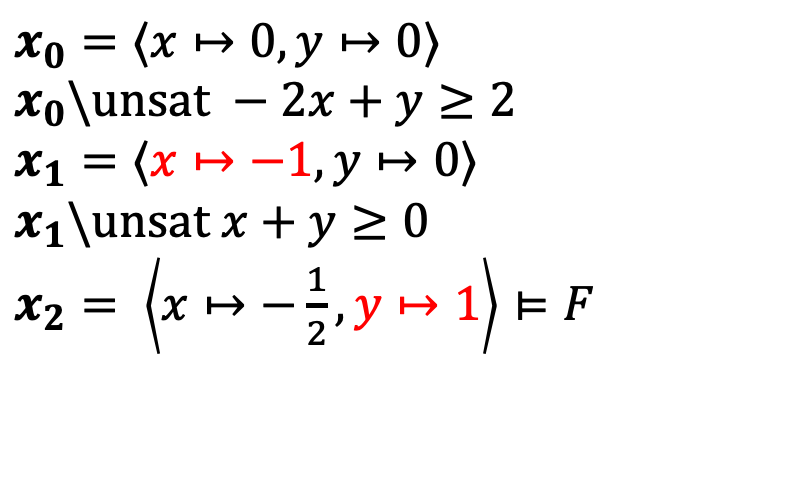 𝒙₀ = ⟨𝑥 ↦ 0, 𝑦 ↦ 0⟩
𝒙₀\unsat − 2𝑥 + 𝑦 ≥ 2
𝒙₁ = ⟨𝑥 ↦ −1, 𝑦 ↦ 0⟩
𝒙₁\unsat 𝑥 + 𝑦 ≥ 0
𝒙₂ = ⟨𝑥 ↦ −1/2, 𝑦 ↦ 1⟩ ⊨ 𝐹